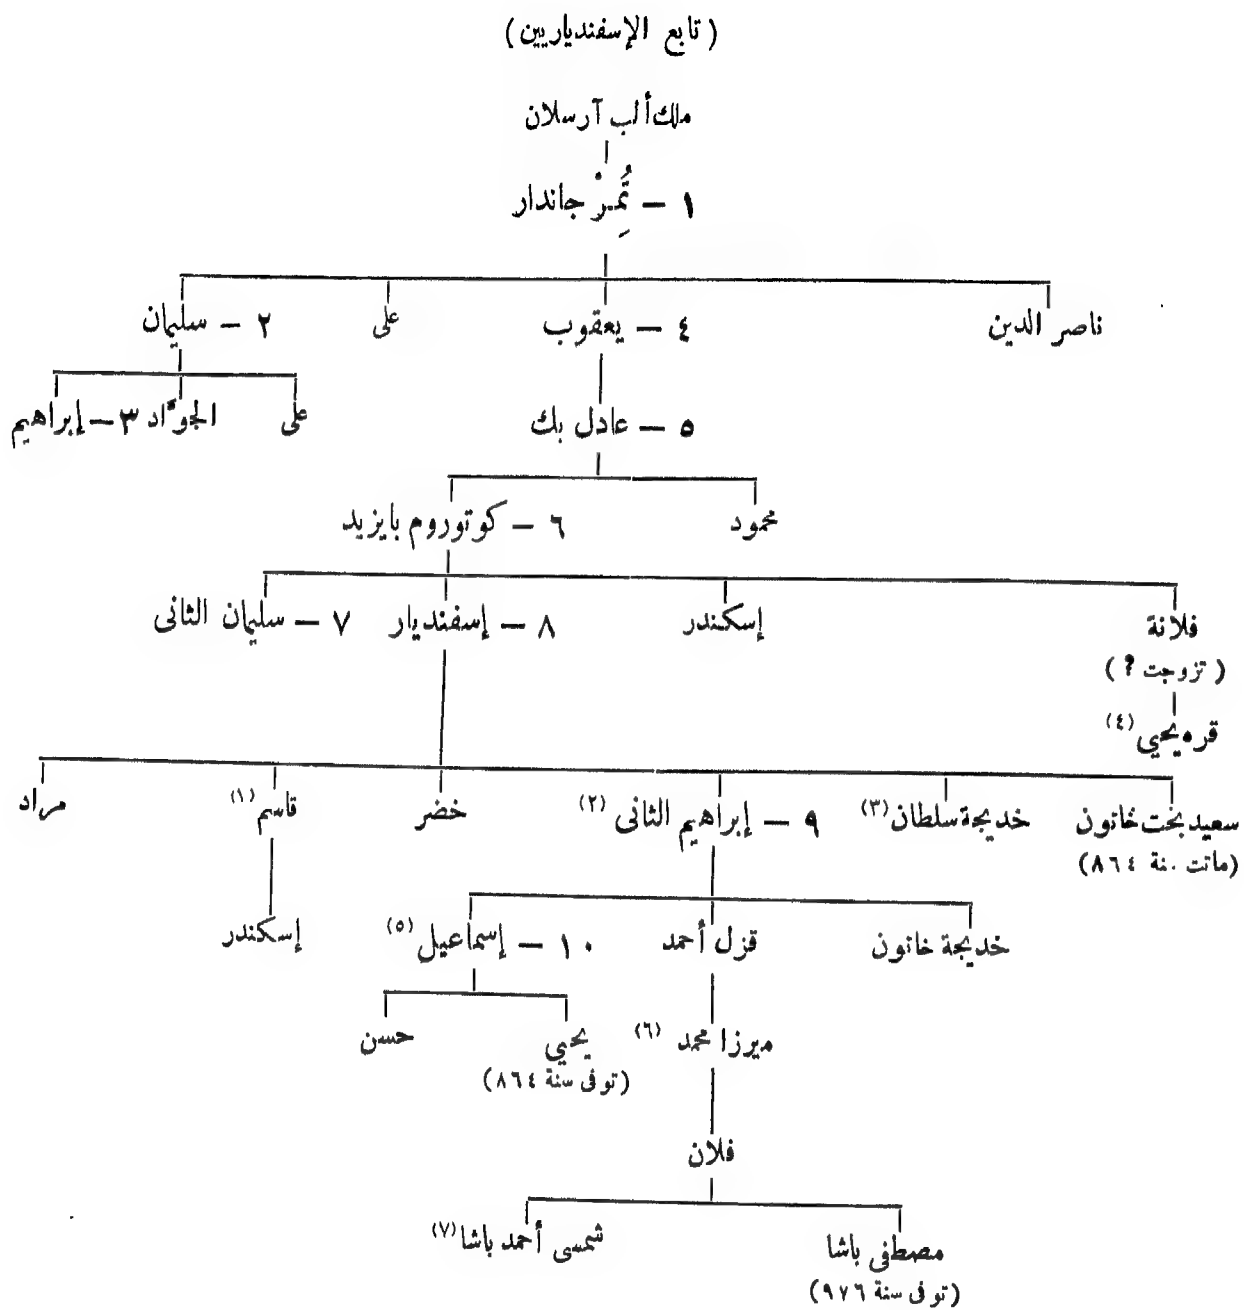 (تابع الإسفندياريين)
ملك ألب آرسلان
١ – تُمِرْ جاندار
ناصر الدين
٤ – يعقوب
على
٢ – سليمان
٥ – عادل بك
على
الجوّاد
٣ – إبراهيم
محمود
٦ – كوتوروم بايزيد
فلانة
(تزوجت ؟)
قره يحيي (٤)
إسكندر
٨ – إسفنديار
٧ – سليمان الثانى
سعيد بخت خاتون
(ماتت سنة ٨٦٤)
خديجة سلطان (٣)
٩ – إبراهيم الثانى (٢)
خضر
قاسم (١)
مراد
خديجة خاتون
قزل أحمد
١٠ – إسماعيل (٥)
إسكندر
ميرزا محمد (٦)
يحيي
(توفى سنة ٨٦٤)
حسن
فلان
مصطفى باشا
(توفى سنة ٩٧٦)
شمسى أحمد باشا (٧)